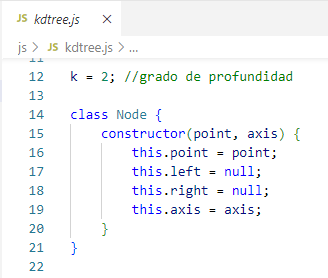 JS kdtree.js ×
js > JS kdtree.js > ...
11
12 k = 2; //grado de profundidad
13
14 class Node {
15 constructor(point, axis) {
16 this.point = point;
17 this.left = null;
18 this.right = null;
19 this.axis = axis;
20 }
21 }
22